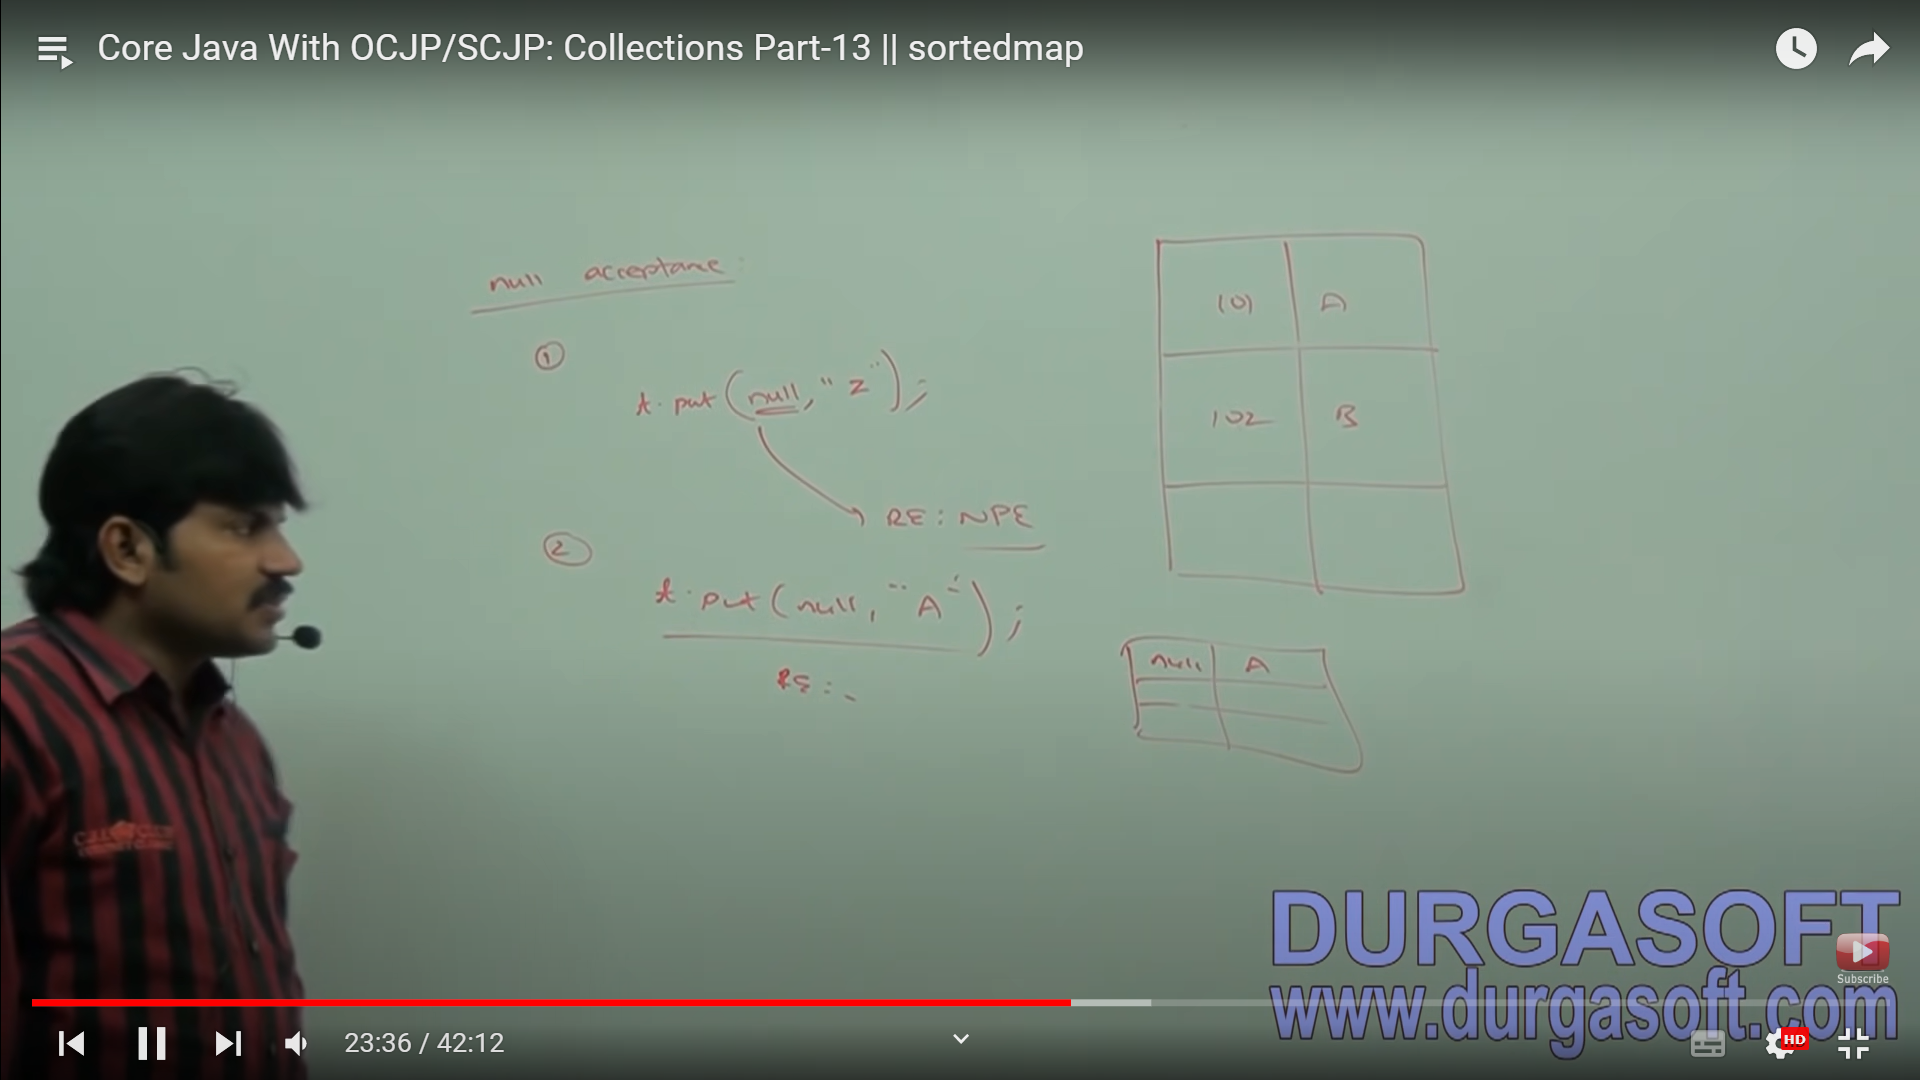 Core Java With OCJP/SCJP: Collections Part-13 || sortedmap
null acceptance:
①
t.put(null, "Z");
RE: NPE
②
t.put(null, "A");
RE:
101 A
102 B
null A
DURGASOFT
www.durgasoft.com
Subscribe
23:36 / 42:12
HD